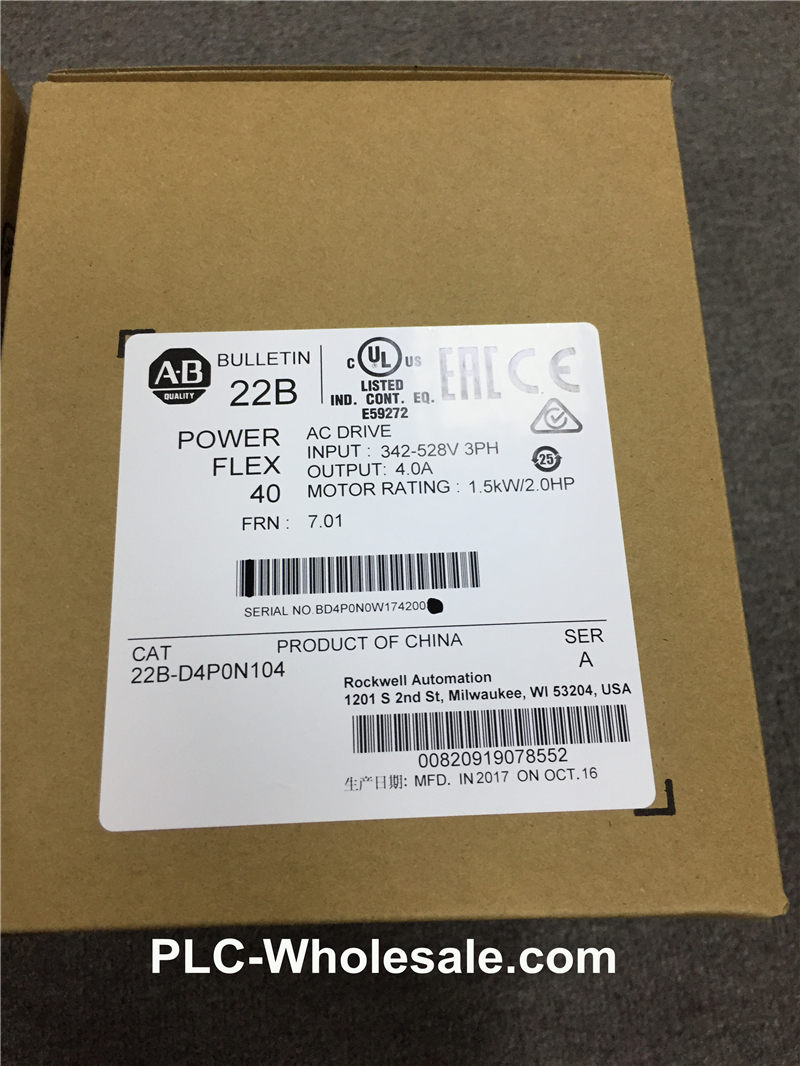 A-B
QUALITY
BULLETIN
22B
C UL US
LISTED
IND. CONT. EQ.
E59272
EAC CE
POWER
FLEX
40
AC DRIVE
INPUT : 342-528V 3PH
OUTPUT: 4.0A
MOTOR RATING : 1.5kW/2.0HP
25
FRN : 7.01
SERIAL NO BD4P0N0W174200
CAT
22B-D4P0N104
PRODUCT OF CHINA
SER
A
Rockwell Automation
1201 S 2nd St, Milwaukee, WI 53204, USA
00820919078552
生产日期: MFD. IN 2017 ON OCT. 16
PLC-Wholesale.com